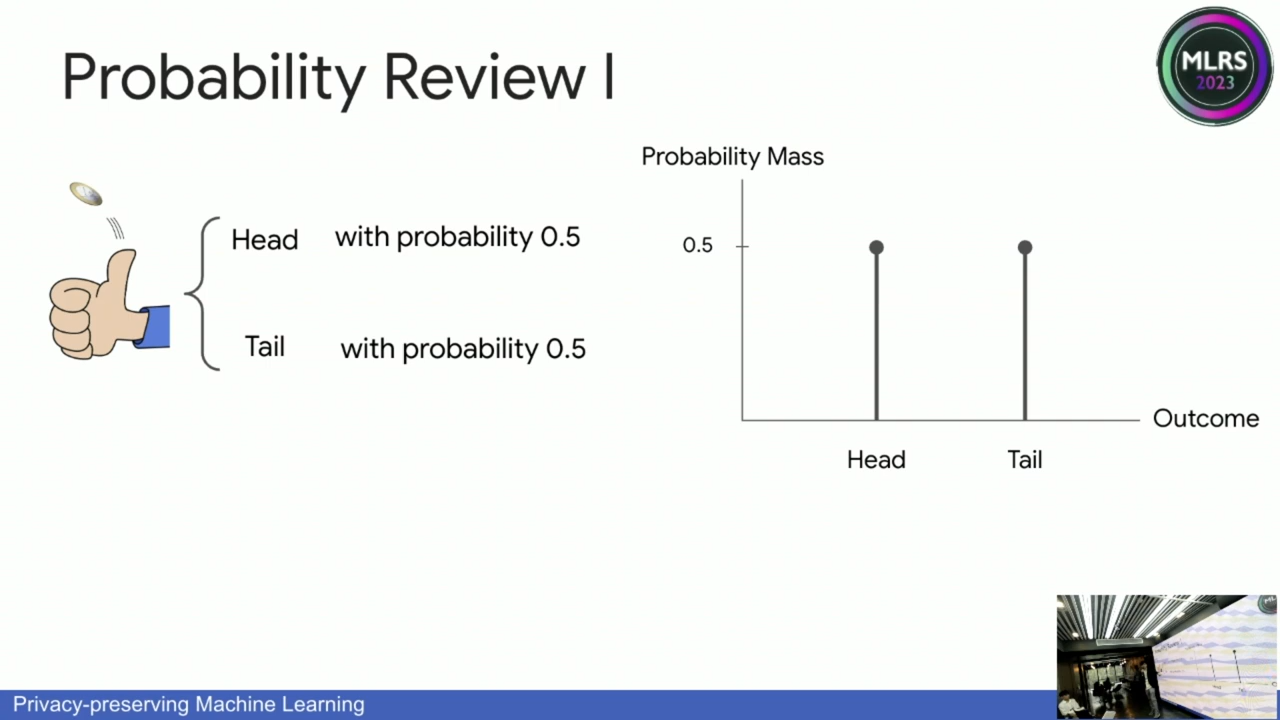 Probability Review I
MLRS
2023
Probability Mass
Head with probability 0.5
0.5
Tail with probability 0.5
Outcome
Head Tail
Privacy-preserving Machine Learning